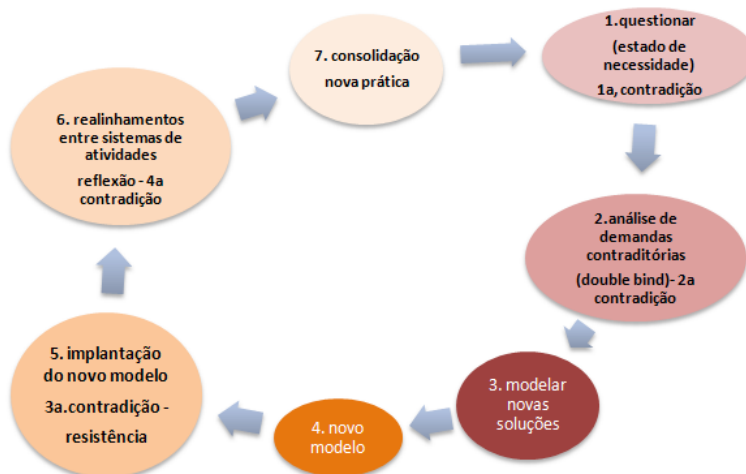 1.questionar
(estado de
necessidade)
1a, contradição
2.análise de
demandas
contraditórias
(double bind)- 2a
contradição
3. modelar
novas
soluções
4. novo
modelo
5. implantação
do novo modelo
3a.contradição -
resistência
6. realinhamentos
entre sistemas de
atividades
reflexão - 4a
contradição
7. consolidação
nova prática